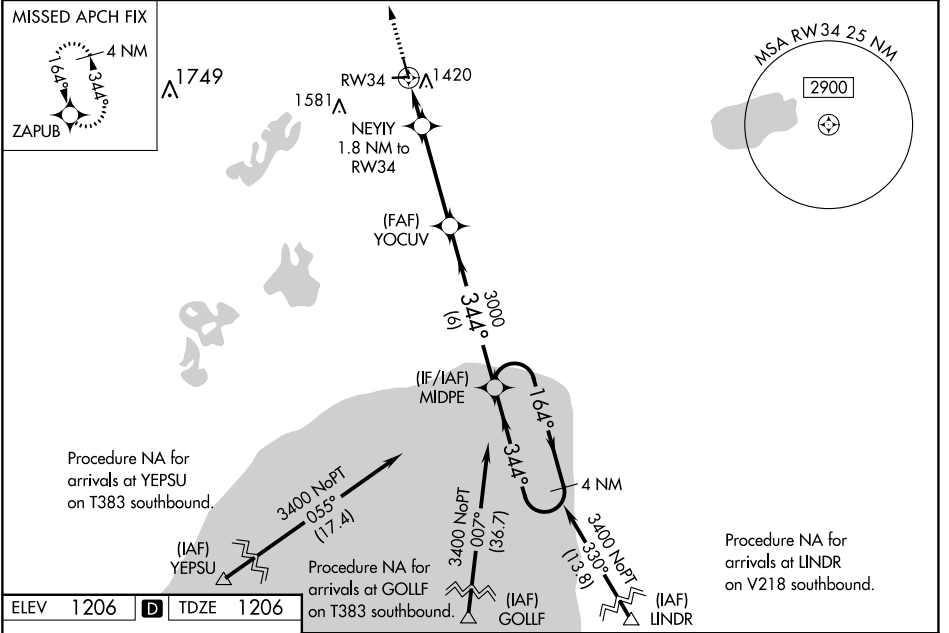 MISSED APCH FIX
4 NM
164°
344°
ZAPUB
1749
RW34
1420
1581
NEYIY
1.8 NM to
RW34
MSA RW34 25 NM
2900
(FAF)
YOCUV
3000
344°
(6)
(IF/IAF)
MIDPE
164°
344°
4 NM
Procedure NA for
arrivals at YEPSU
on T383 southbound.
3400 NoPT
055°
(17.4)
(IAF)
YEPSU
3400 NoPT
007°
(36.7)
(IAF)
GOLLF
Procedure NA for
arrivals at GOLLF
on T383 southbound.
3400 NoPT
330°
(13.8)
(IAF)
LINDR
Procedure NA for
arrivals at LINDR
on V218 southbound.
ELEV 1206 D TDZE 1206